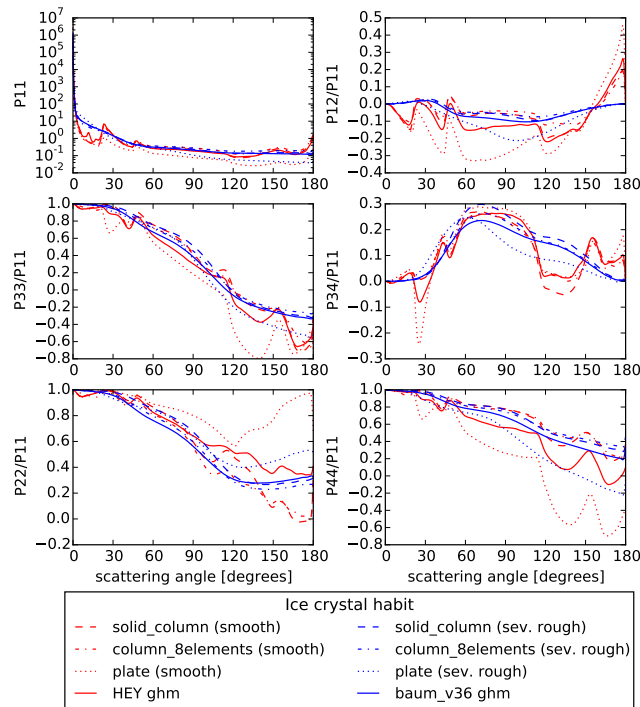 P11
10^7
10^6
10^5
10^4
10^3
10^2
10^1
10^0
10^-1
10^-2
0 30 60 90 120 150 180
P12/P11
0.5
0.4
0.3
0.2
0.1
0.0
−0.1
−0.2
−0.3
−0.4
0 30 60 90 120 150 180
P33/P11
1.0
0.8
0.6
0.4
0.2
0.0
−0.2
−0.4
−0.6
−0.8
0 30 60 90 120 150 180
P34/P11
0.3
0.2
0.1
0.0
0.1
0.2
0.3
0 30 60 90 120 150 180
P22/P11
1.0
0.8
0.6
0.4
0.2
0.0
−0.2
0 30 60 90 120 150 180
scattering angle [degrees]
P44/P11
1.0
0.8
0.6
0.4
0.2
0.0
−0.2
−0.4
−0.6
−0.8
0 30 60 90 120 150 180
scattering angle [degrees]
Ice crystal habit
solid_column (smooth)
column_8elements (smooth)
plate (smooth)
HEY ghm
solid_column (sev. rough)
column_8elements (sev. rough)
plate (sev. rough)
baum_v36 ghm